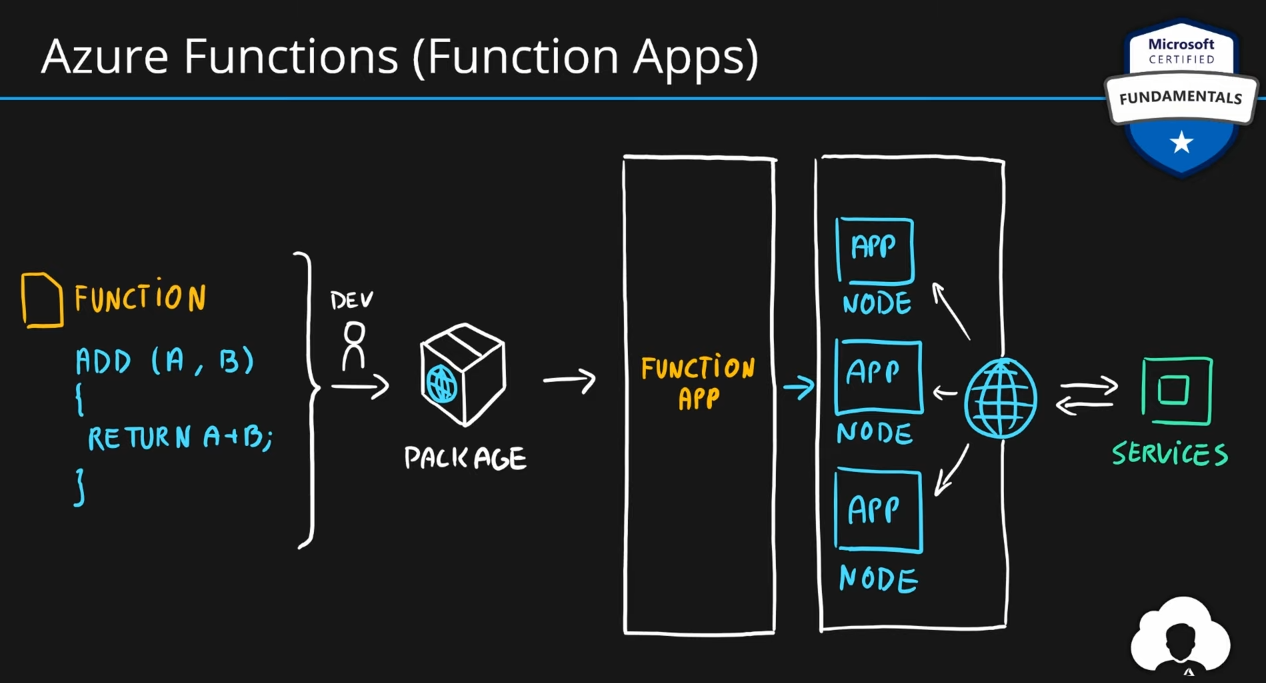 Azure Functions (Function Apps)
Microsoft
CERTIFIED
FUNDAMENTALS
FUNCTION
ADD (A, B)
{
RETURN A+B;
}
DEV
PACKAGE
FUNCTION
APP
APP
NODE
APP
NODE
APP
NODE
SERVICES